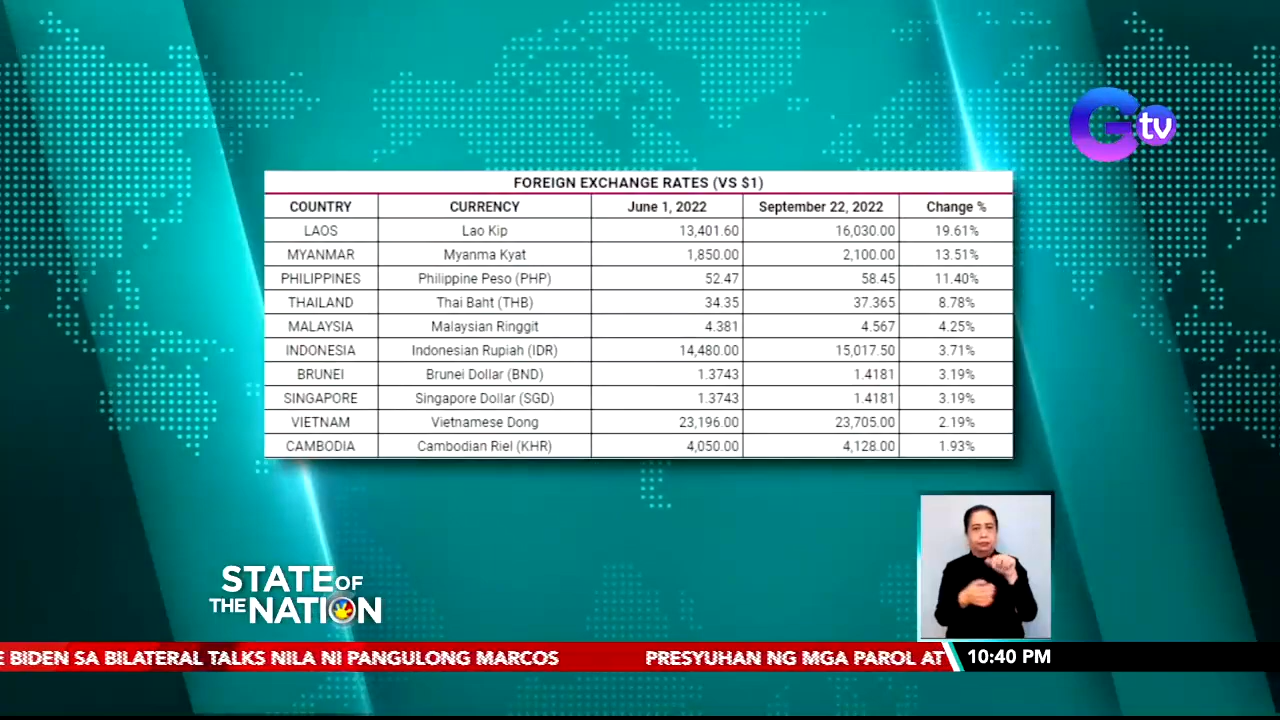 Gtv
FOREIGN EXCHANGE RATES (VS $1)
COUNTRY CURRENCY June 1, 2022 September 22, 2022 Change %
LAOS Lao Kip 13,401.60 16,030.00 19.61%
MYANMAR Myanma Kyat 1,850.00 2,100.00 13.51%
PHILIPPINES Philippine Peso (PHP) 52.47 58.45 11.40%
THAILAND Thai Baht (THB) 34.35 37.365 8.78%
MALAYSIA Malaysian Ringgit 4.381 4.567 4.25%
INDONESIA Indonesian Rupiah (IDR) 14,480.00 15,017.50 3.71%
BRUNEI Brunei Dollar (BND) 1.3743 1.4181 3.19%
SINGAPORE Singapore Dollar (SGD) 1.3743 1.4181 3.19%
VIETNAM Vietnamese Dong 23,196.00 23,705.00 2.19%
CAMBODIA Cambodian Riel (KHR) 4,050.00 4,128.00 1.93%
STATE OF
THE NATION
E BIDEN SA BILATERAL TALKS NILA NI PANGULONG MARCOS PRESYUHAN NG MGA PAROL AT 10:40 PM